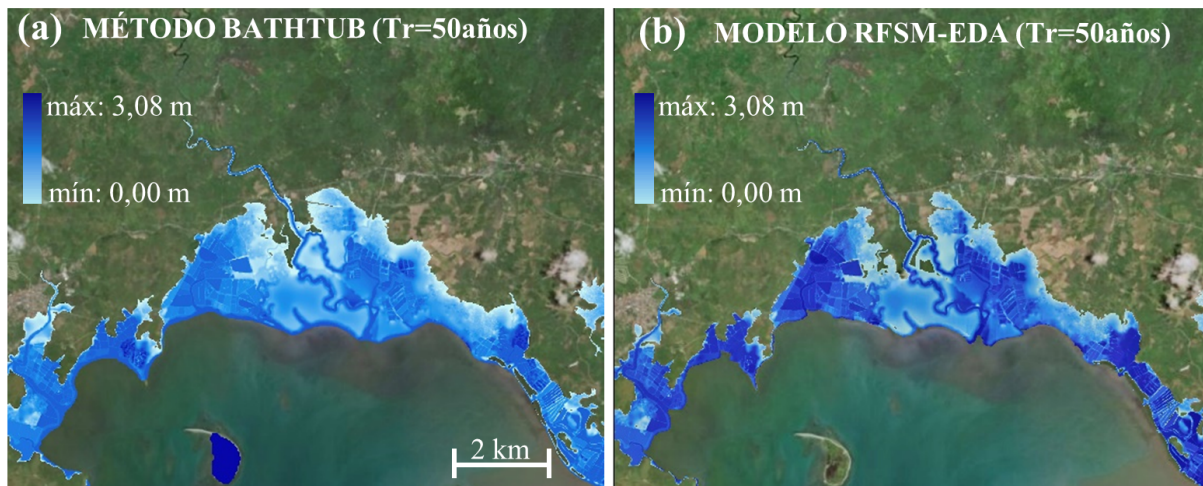 (a) MÉTODO BATHTUB (Tr=50años)
máx: 3,08 m
mín: 0,00 m
2 km
(b) MODELO RFSM-EDA (Tr=50años)
máx: 3,08 m
mín: 0,00 m